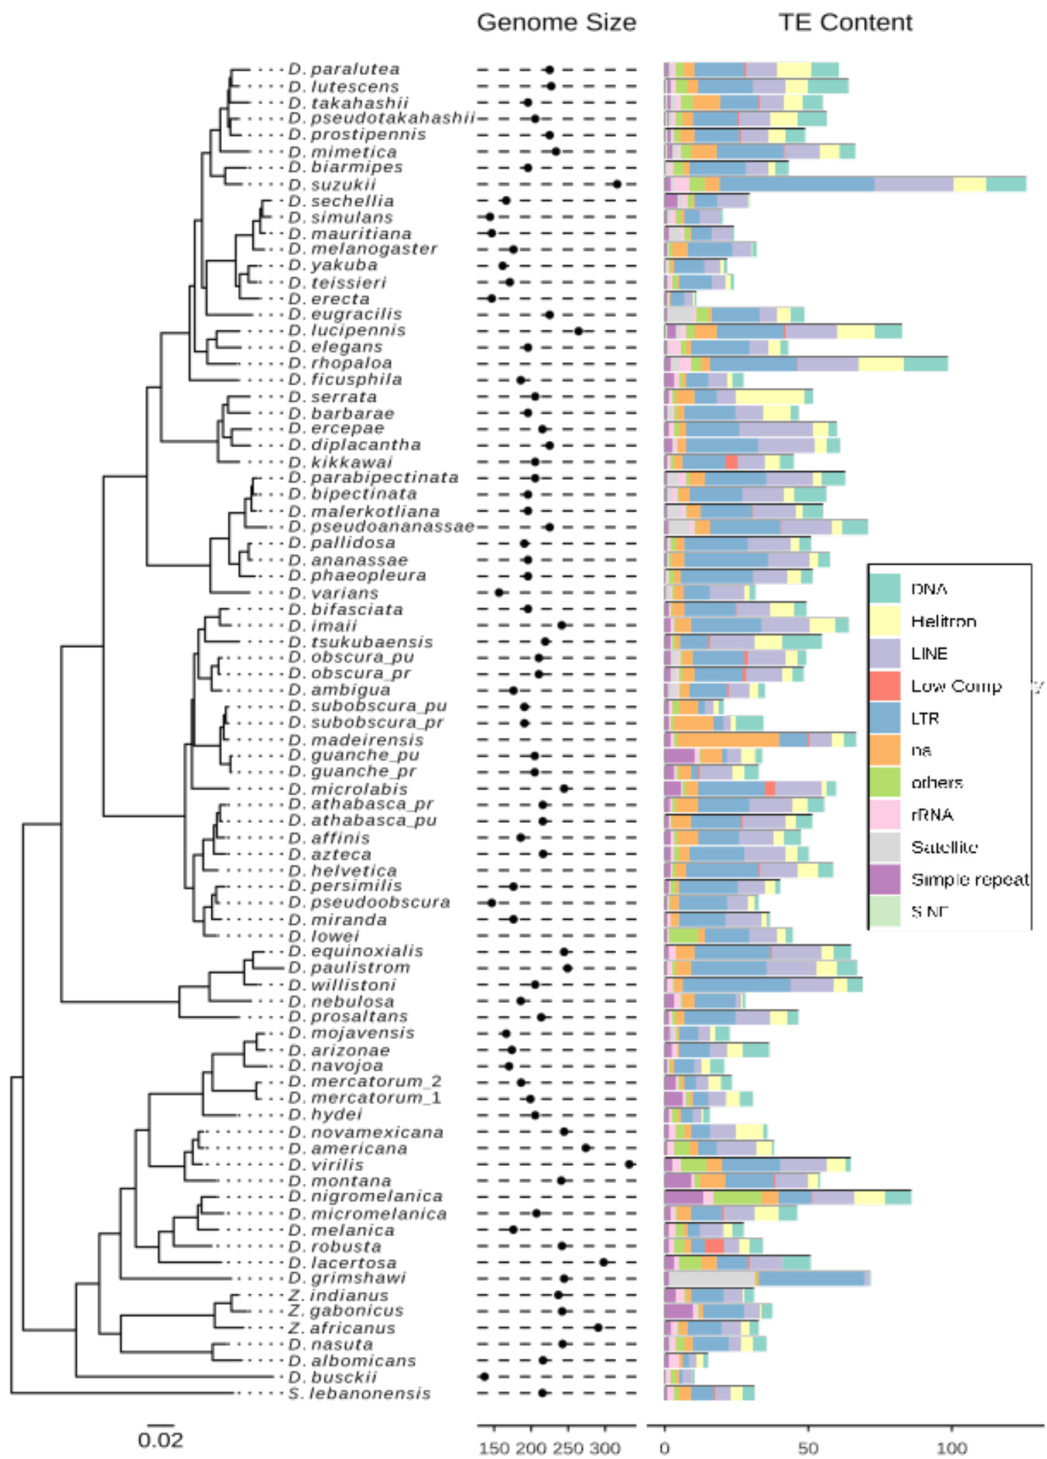 Genome Size TE Content
D. paralutea
D. lutescens
D. takahashii
D. pseudotakahashii
D. prostipennis
D. mimetica
D. biarmipes
D. suzukii
D. sechellia
D. simulans
D. mauritiana
D. melanogaster
D. yakuba
D. teissieri
D. erecta
D. eugracilis
D. lucipennis
D. elegans
D. rhopaloa
D. ficusphila
D. serrata
D. barbarae
D. ercepae
D. diplacantha
D. kikkawai
D. parabipectinata
D. bipectinata
D. malerkotliana
D. pseudoananassae
D. pallidosa
D. ananassae
D. phaeopleura
D. varians
D. bifasciata
D. imaii
D. tsukubaensis
D. obscura_pu
D. obscura_pr
D. ambigua
D. subobscura_pu
D. subobscura_pr
D. madeirensis
D. guanche_pu
D. guanche_pr
D. microlabis
D. athabasca_pr
D. athabasca_pu
D. affinis
D. azteca
D. helvetica
D. persimilis
D. pseudoobscura
D. miranda
D. lowei
D. equinoxialis
D. paulistrom
D. willistoni
D. nebulosa
D. prosaltans
D. mojavensis
D. arizonae
D. navojoa
D. mercatorum_2
D. mercatorum_1
D. hydei
D. novamexicana
D. americana
D. virilis
D. montana
D. nigromelanica
D. micromelanica
D. melanica
D. robusta
D. lacertosa
D. grimshawi
Z. indianus
Z. gabonicus
Z. africanus
D. nasuta
D. albomicans
D. busckii
S. lebanonensis
DNA
Helitron
LINE
Low Comp y
LTR
na
others
rRNA
Satellite
Simple repeat
0.02
150 200 250 300 0 50 100